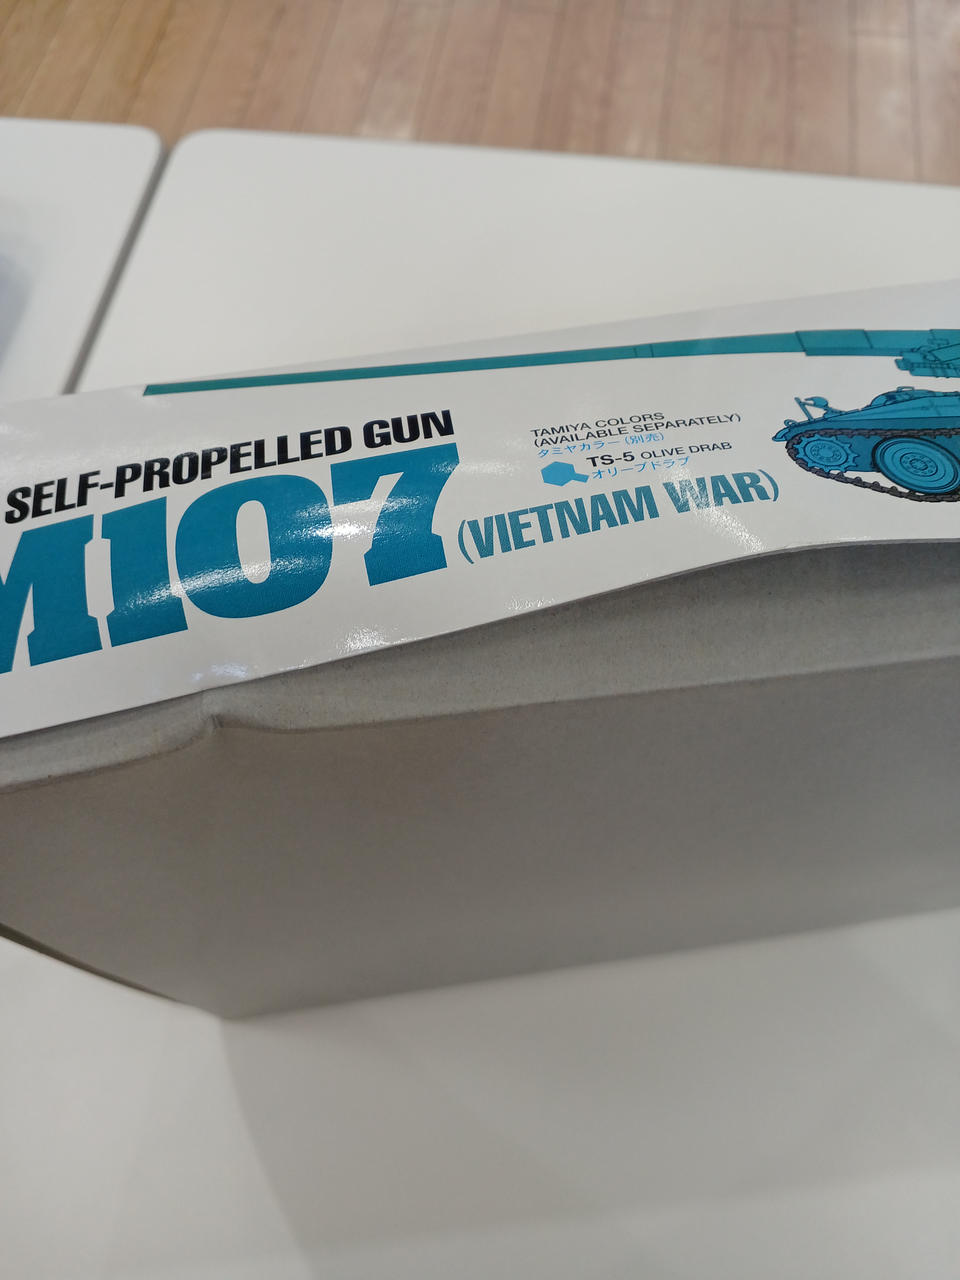 SELF-PROPELLED GUN
M107 (VIETNAM WAR)
TAMIYA COLORS
(AVAILABLE SEPARATELY)
タミヤカラー (別売)
TS-5 OLIVE DRAB
オリーブドラブ